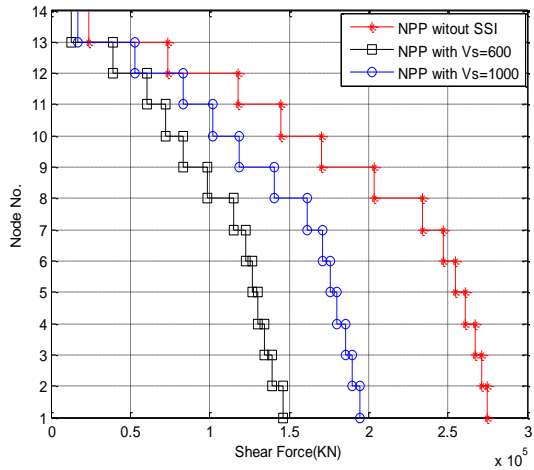 14
13
12
11
10
9
8
7
6
5
4
3
2
1
Node No.
NPP witout SSI
NPP with Vs=600
NPP with Vs=1000
0 0.5 1 1.5 2 2.5 3
x 10^5
Shear Force(KN)